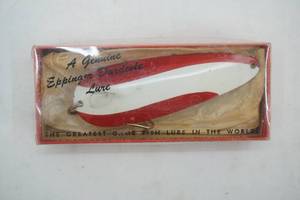 A Genuine
Eppinger Dardevle
Lure
THE GREATEST GAME FISH LURE IN THE WORLD